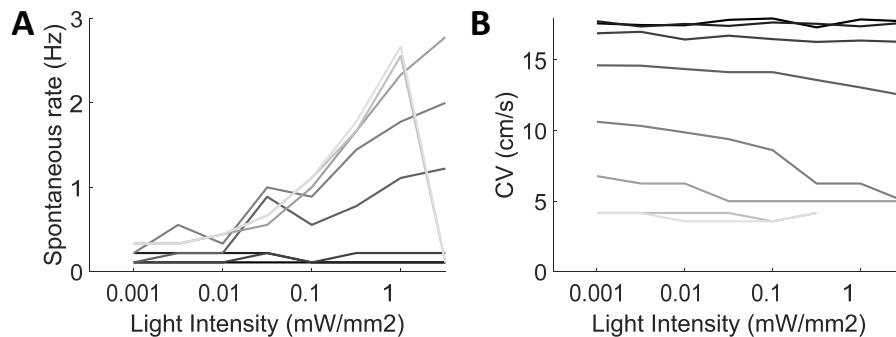 A
Spontaneous rate (Hz)
3
2
1
0
0.001 0.01 0.1 1
Light Intensity (mW/mm2)
B
CV (cm/s)
15
10
5
0
0.001 0.01 0.1 1
Light Intensity (mW/mm2)